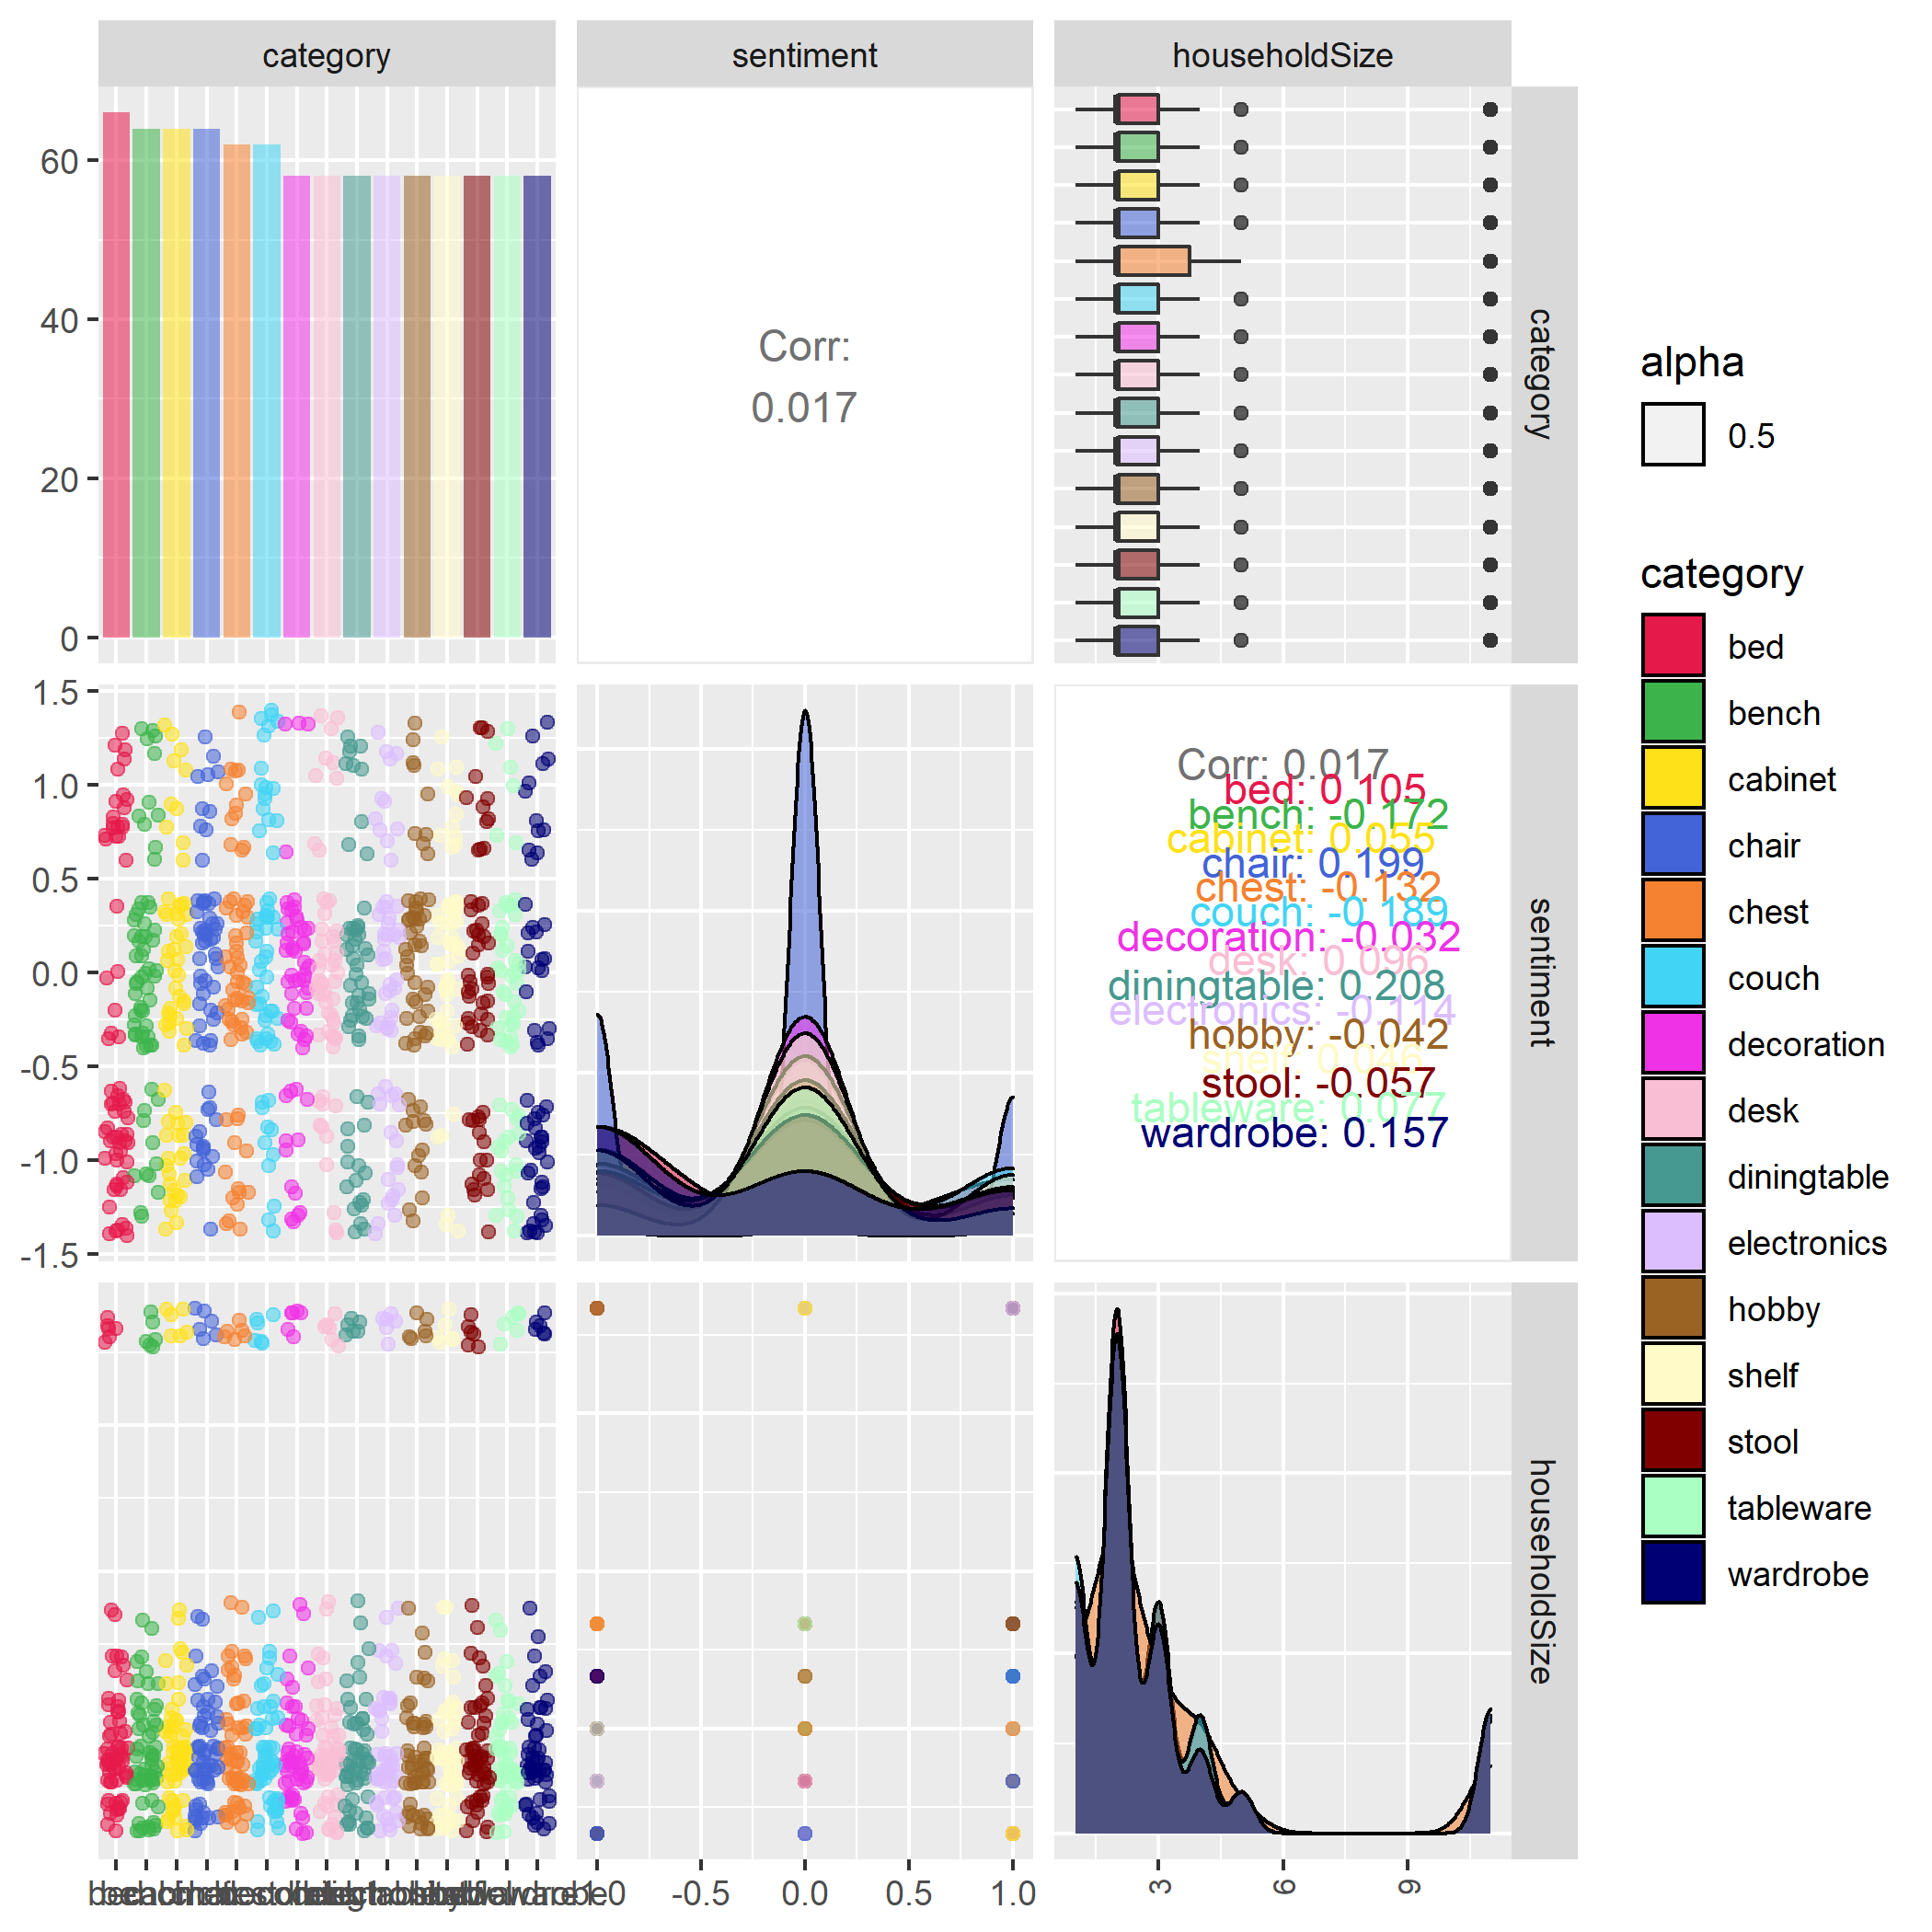 category
sentiment
householdSize
60
40
20
0
Corr:
0.017
category
1.5
1.0
0.5
0.0
-0.5
-1.0
-1.5
Corr: 0.017
bed: 0.105
bench: -0.172
cabinet: 0.055
chair: 0.199
chest: -0.132
couch: -0.189
decoration: -0.032
desk: 0.096
diningtable: 0.208
electronics: -0.114
hobby: -0.042
shelf: 0.046
stool: -0.057
tableware: 0.077
wardrobe: 0.157
sentiment
householdSize
-0.5
0.0
0.5
1.0
3
6
9
alpha
0.5
category
bed
bench
cabinet
chair
chest
couch
decoration
desk
diningtable
electronics
hobby
shelf
stool
tableware
wardrobe